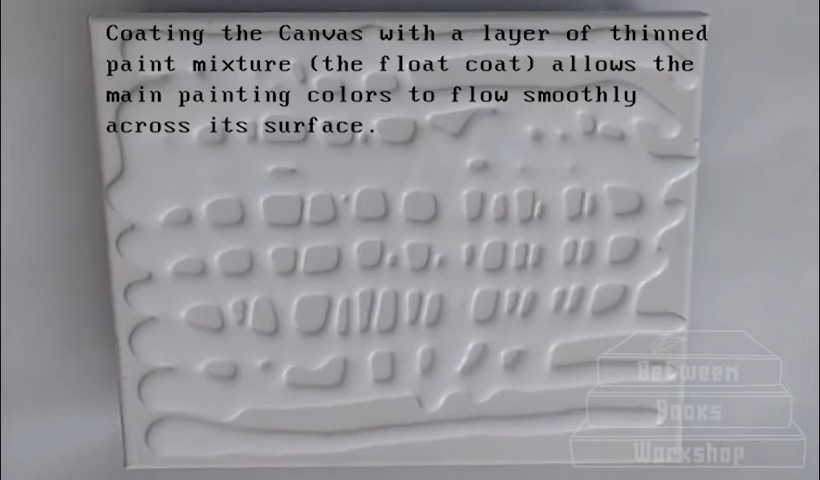 Coating the Canvas with a layer of thinned
paint mixture (the float coat) allows the
main painting colors to flow smoothly
across its surface.
Between
Books
Workshop